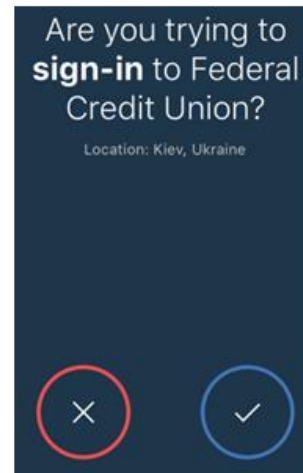 Are you trying to
sign-in to Federal
Credit Union?
Location: Kiev, Ukraine